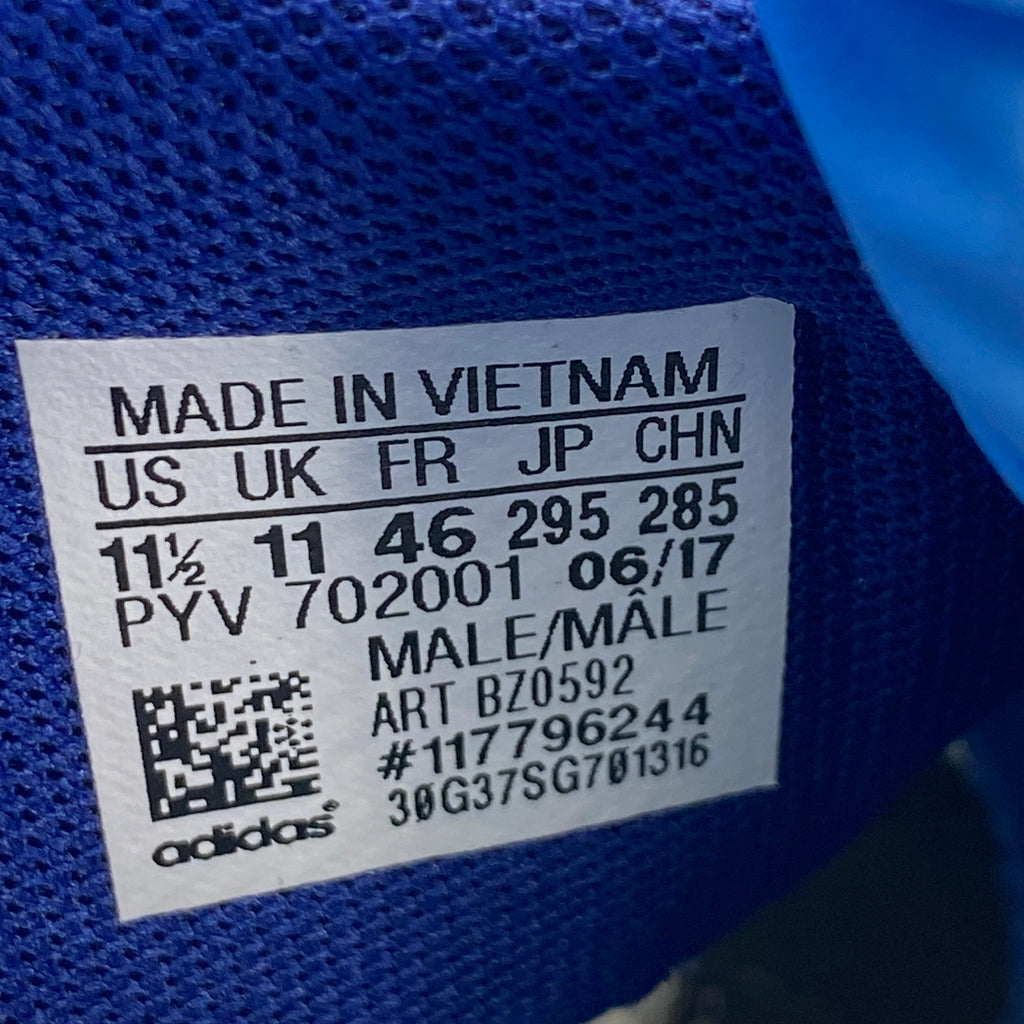 MADE IN VIETNAM
US UK FR JP CHN
11½ 11 46 295 285
PYV 702001 06/17
MALE/MÂLE
ART BZ0592
#117796244
30G37SG701316
adidas®